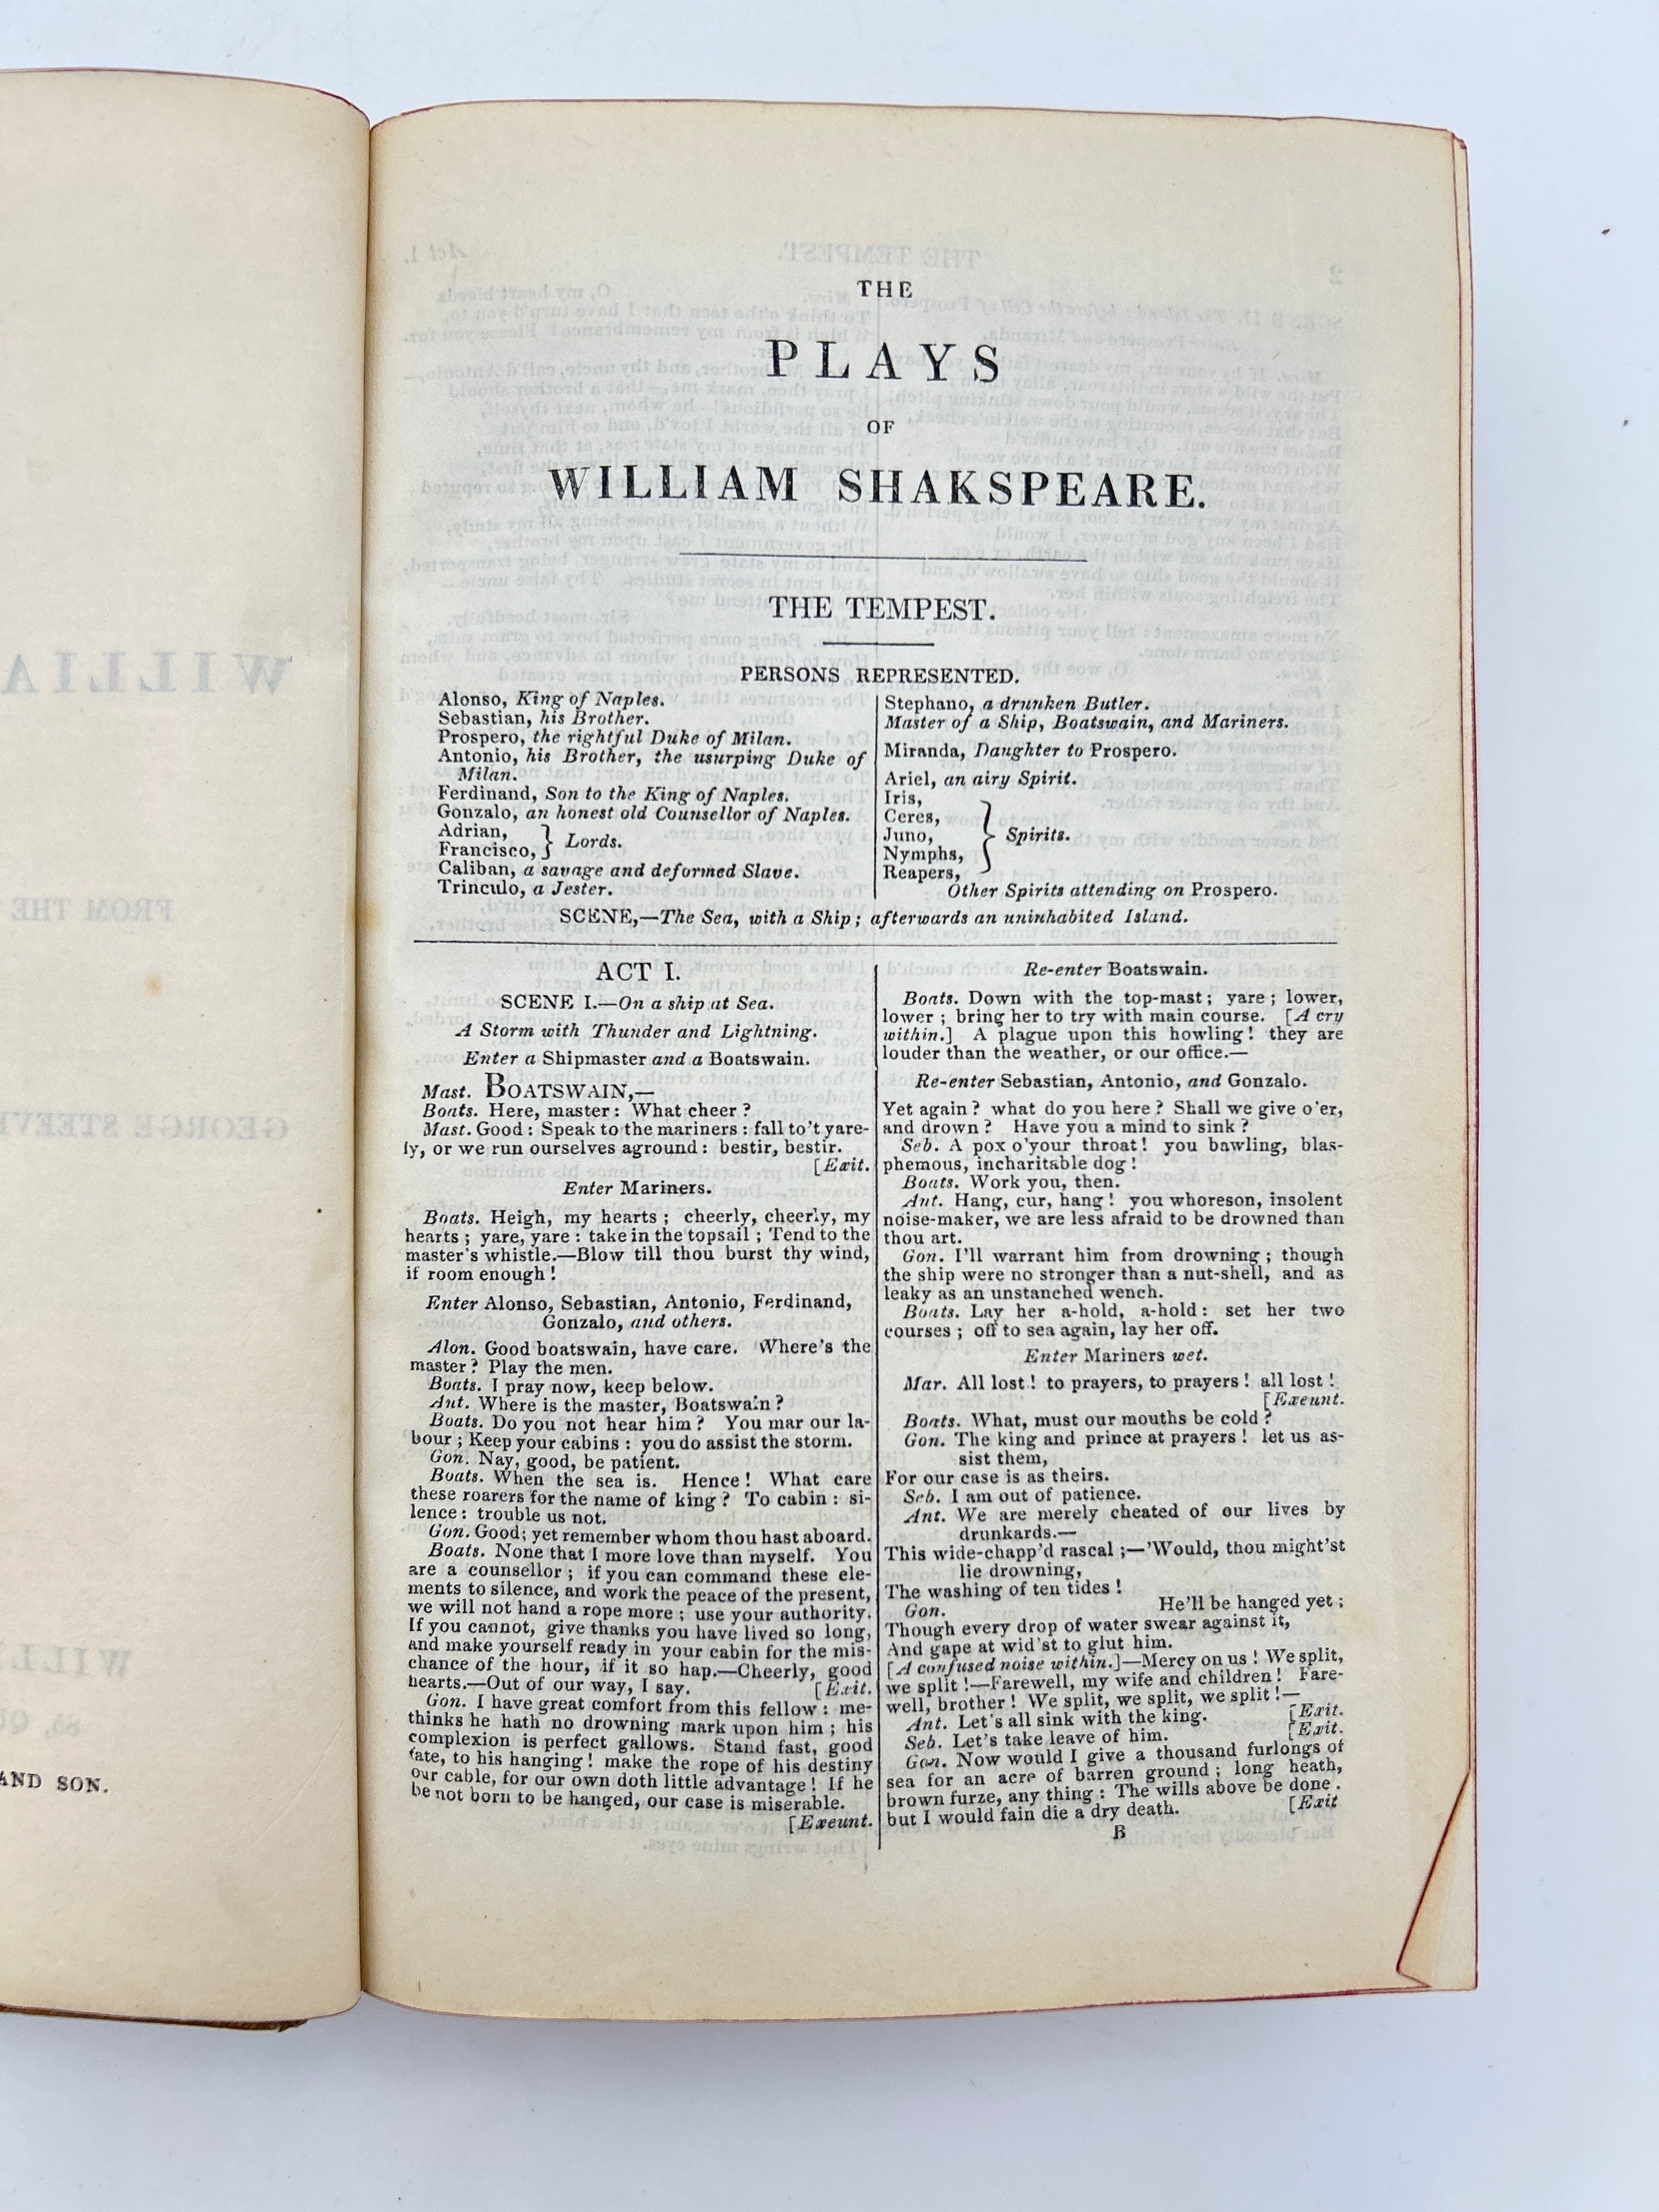 AND SON.
THE
PLAYS
OF
WILLIAM SHAKSPEARE.
THE TEMPEST.
PERSONS REPRESENTED.
Alonso, King of Naples.
Sebastian, his Brother.
Prospero, the rightful Duke of Milan.
Antonio, his Brother, the usurping Duke of
Milan.
Ferdinand, Son to the King of Naples.
Gonzalo, an honest old Counsellor of Naples.
Adrian,
Francisco, } Lords.
Caliban, a savage and deformed Slave.
Trinculo, a Jester.
Stephano, a drunken Butler.
Master of a Ship, Boatswain, and Mariners.
Miranda, Daughter to Prospero.
Ariel, an airy Spirit.
Iris,
Ceres,
Juno, } Spirits.
Nymphs,
Reapers,
Other Spirits attending on Prospero.
SCENE,—The Sea, with a Ship; afterwards an uninhabited Island.
ACT I.
SCENE I.—On a ship at Sea.
A Storm with Thunder and Lightning.
Enter a Shipmaster and a Boatswain.
Mast. BOATSWAIN,—
Boats. Here, master: What cheer?
Mast. Good: Speak to the mariners: fall to't yare-
ly, or we run ourselves aground: bestir, bestir.
[Exit.
Enter Mariners.
Boats. Heigh, my hearts; cheerly, cheerly, my
hearts; yare, yare: take in the topsail; Tend to the
master's whistle.—Blow till thou burst thy wind,
if room enough!
Enter Alonso, Sebastian, Antonio, Ferdinand,
Gonzalo, and others.
Alon. Good boatswain, have care. Where's the
master? Play the men.
Boats. I pray now, keep below.
Ant. Where is the master, Boatswain?
Boats. Do you not hear him? You mar our la-
bour; Keep your cabins: you do assist the storm.
Gon. Nay, good, be patient.
Boats. When the sea is. Hence! What care
these roarers for the name of king? To cabin: si-
lence: trouble us not.
Gon. Good; yet remember whom thou hast aboard.
Boats. None that I more love than myself. You
are a counsellor; if you can command these ele-
ments to silence, and work the peace of the present,
we will not hand a rope more; use your authority.
If you cannot, give thanks you have lived so long,
and make yourself ready in your cabin for the mis-
chance of the hour, if it so hap.—Cheerly, good
hearts.—Out of our way, I say. [Exit.
Gon. I have great comfort from this fellow: me-
thinks he hath no drowning mark upon him; his
complexion is perfect gallows. Stand fast, good
fate, to his hanging! make the rope of his destiny
our cable, for our own doth little advantage! If he
be not born to be hanged, our case is miserable.
[Exeunt.
Re-enter Boatswain.
Boats. Down with the top-mast; yare; lower,
lower; bring her to try with main course. [A cry
within.] A plague upon this howling! they are
louder than the weather, or our office.—
Re-enter Sebastian, Antonio, and Gonzalo.
Yet again? what do you here? Shall we give o'er,
and drown? Have you a mind to sink?
Seb. A pox o'your throat! you bawling, blas-
phemous, incharitable dog!
Boats. Work you, then.
Ant. Hang, cur, hang! you whoreson, insolent
noise-maker, we are less afraid to be drowned than
thou art.
Gon. I'll warrant him from drowning; though
the ship were no stronger than a nut-shell, and as
leaky as an unstanched wench.
Boats. Lay her a-hold, a-hold: set her two
courses; off to sea again, lay her off.
Enter Mariners wet.
Mar. All lost! to prayers, to prayers! all lost!
[Exeunt.
Boats. What, must our mouths be cold?
Gon. The king and prince at prayers! let us as-
sist them,
For our case is as theirs.
Seb. I am out of patience.
Ant. We are merely cheated of our lives by
drunkards.—
This wide-chapp'd rascal;—'Would, thou might'st
lie drowning,
The washing of ten tides!
Gon. He'll be hanged yet;
Though every drop of water swear against it,
And gape at wid'st to glut him.
[A confused noise within.]—Mercy on us! We split,
we split!—Farewell, my wife and children! Fare-
well, brother! We split, we split, we split!—
Ant. Let's all sink with the king. [Exit.
Seb. Let's take leave of him. [Exit.
Gon. Now would I give a thousand furlongs of
sea for an acre of barren ground; long heath,
brown furze, any thing: The wills above be done.
but I would fain die a dry death. [Exit
B